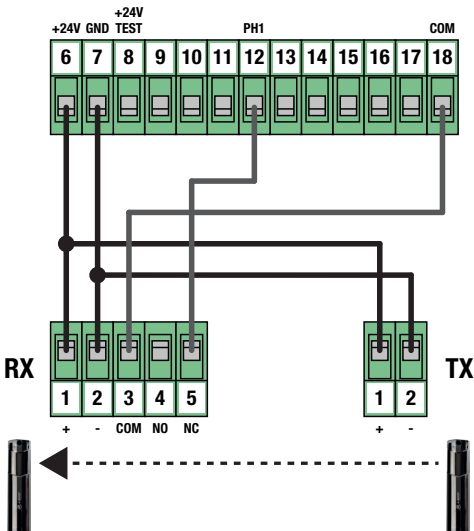 +24V
+24V GND TEST PH1 COM
6 7 8 9 10 11 12 13 14 15 16 17 18
RX TX
1 2 3 4 5 1 2
+ - COM NO NC + -